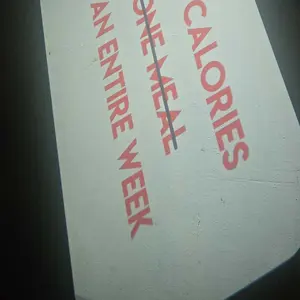 CALORIES
ONE MEAL
AN ENTIRE WEEK